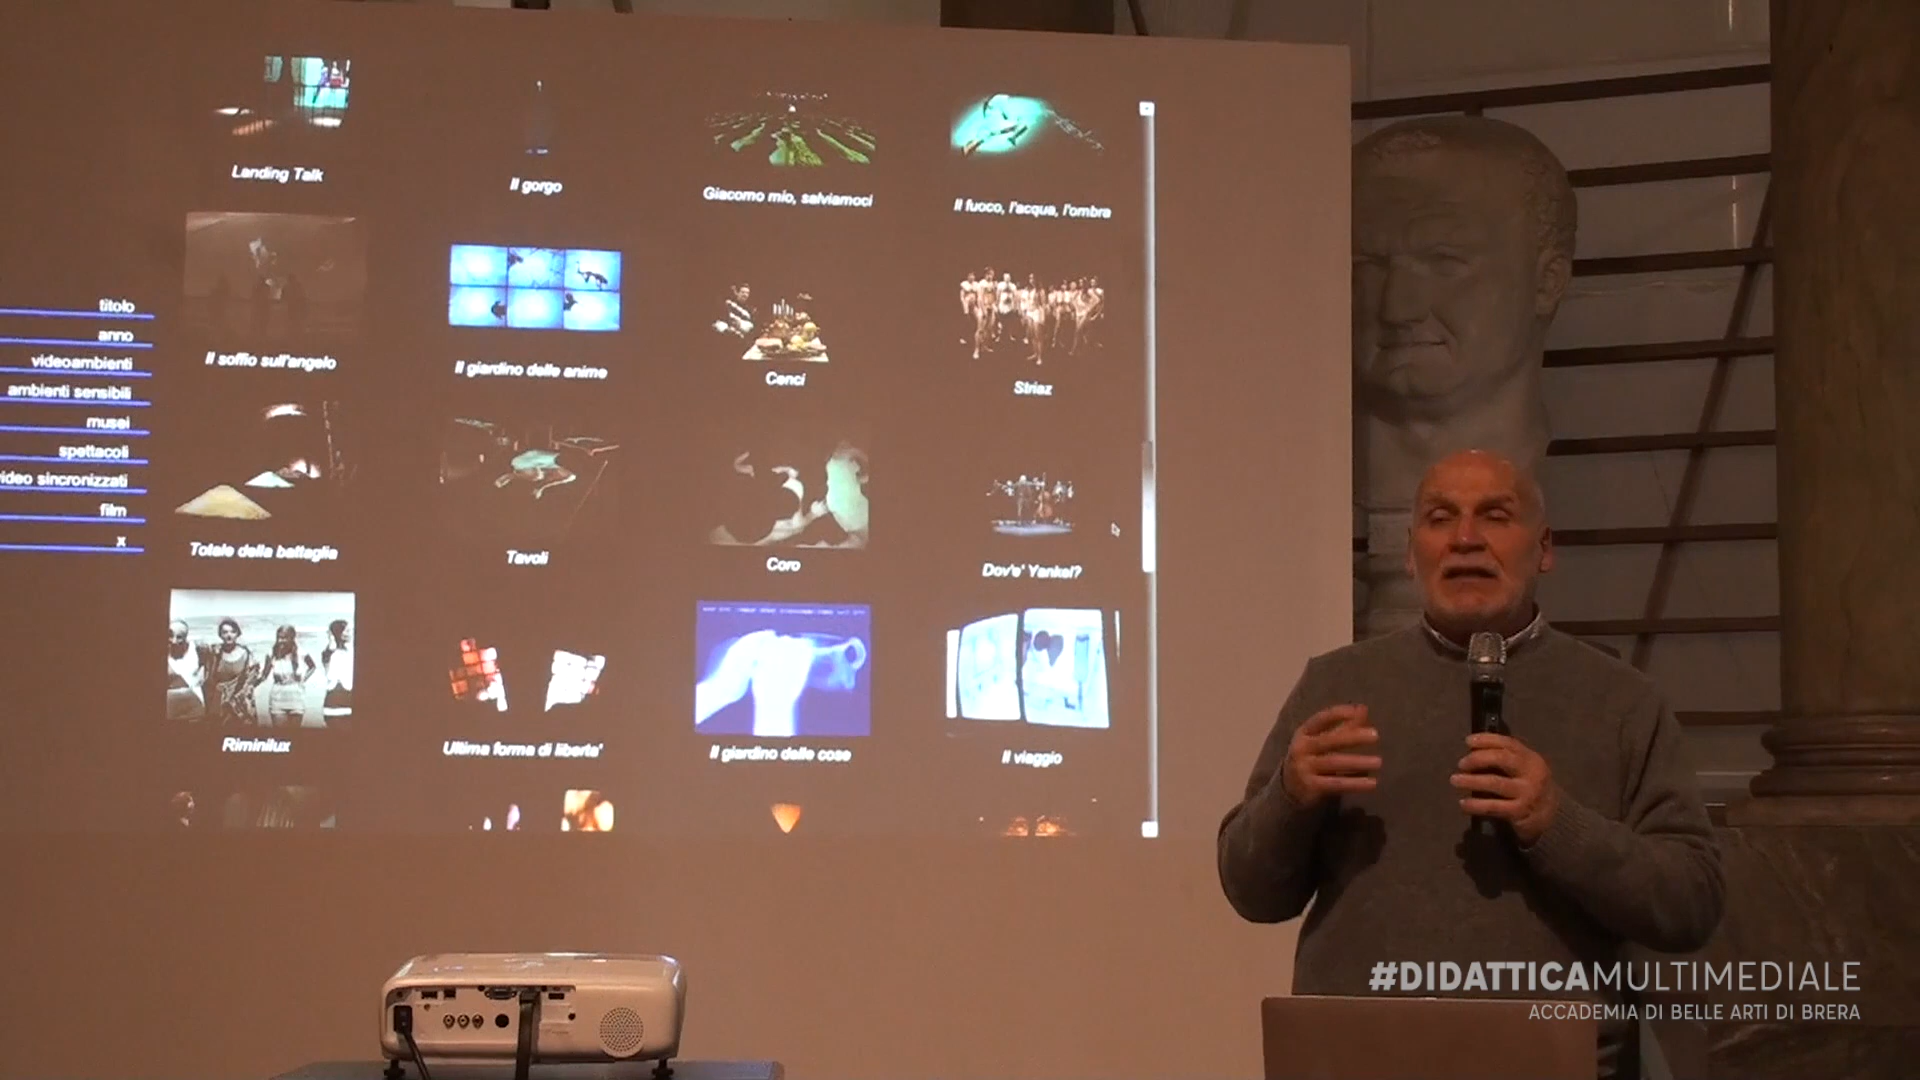 Landing Talk
Il gorgo
Giacomo mio, salviamoci
Il fuoco, l'acqua, l'ombra
titolo
anno
videoambienti
ambienti sensibili
musei
spettacoli
video sincronizzati
film
x
Il soffio sull'angelo
Il giardino delle anime
Cenci
Striaz
Totale della battaglia
Tavoli
Coro
Dov'e' Yankel?
Riminilux
Ultima forma di liberta'
Il giardino delle cose
Il viaggio
#DIDATTICAMULTIMEDIALE
ACCADEMIA DI BELLE ARTI DI BRERA